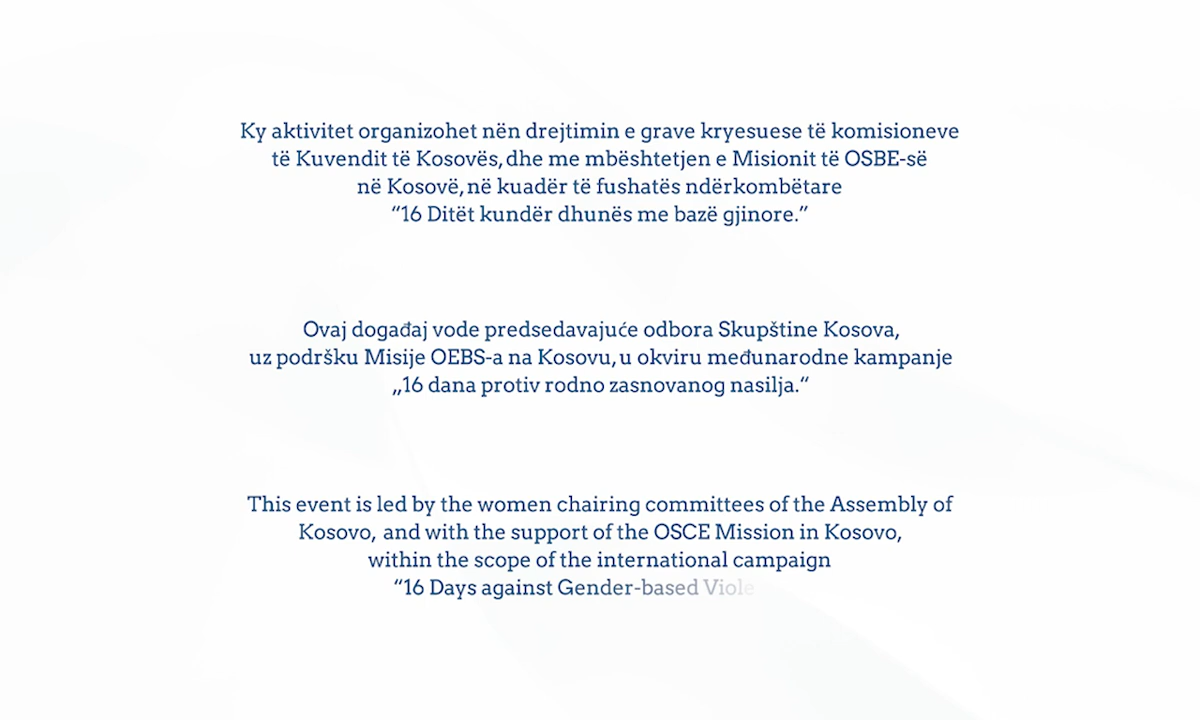 Ky aktivitet organizohet nën drejtimin e grave kryesuese të komisioneve
të Kuvendit të Kosovës, dhe me mbështetjen e Misionit të OSBE-së
në Kosovë, në kuadër të fushatës ndërkombëtare
“16 Ditët kundër dhunës me bazë gjinore.”
Ovaj događaj vode predsedavajuće odbora Skupštine Kosova,
uz podršku Misije OEBS-a na Kosovu, u okviru međunarodne kampanje
„16 dana protiv rodno zasnovanog nasilja.“
This event is led by the women chairing committees of the Assembly of
Kosovo, and with the support of the OSCE Mission in Kosovo,
within the scope of the international campaign
“16 Days against Gender-based Viole